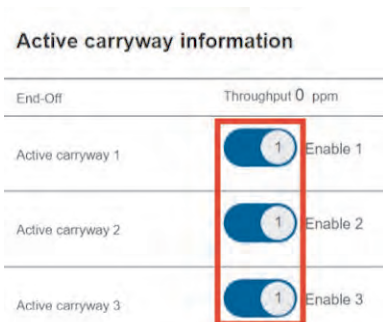 Active carryway information
End-Off Throughput 0 ppm
Active carryway 1 1 Enable 1
Active carryway 2 1 Enable 2
Active carryway 3 1 Enable 3